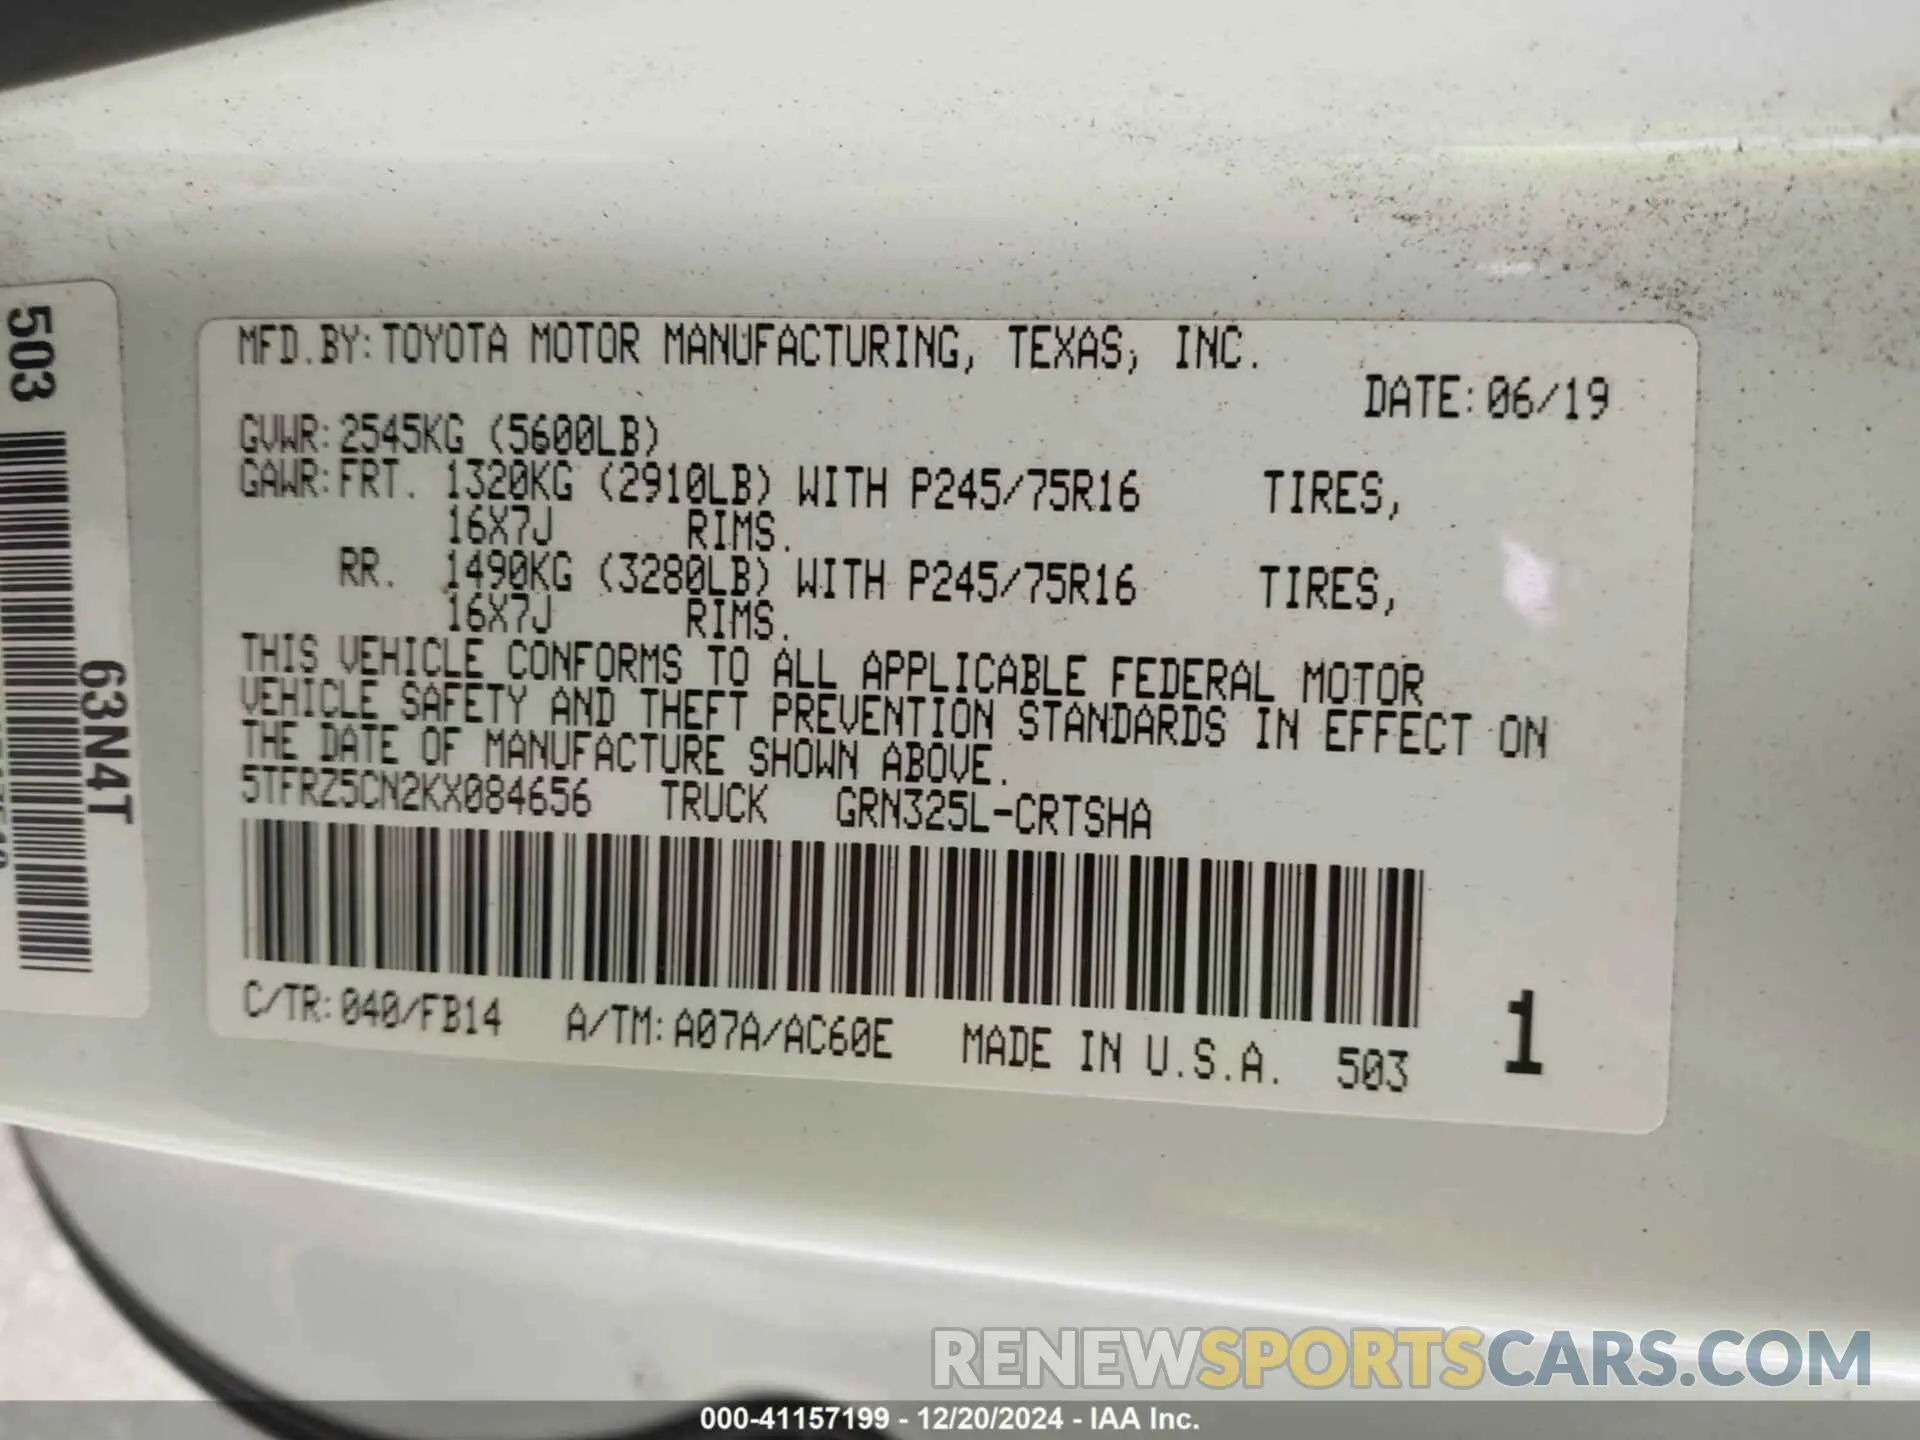 503
63N4T
MFD.BY:TOYOTA MOTOR MANUFACTURING, TEXAS, INC.
DATE:06/19
GVWR:2545KG (5600LB)
GAWR:FRT. 1320KG (2910LB) WITH P245/75R16 TIRES,
16X7J RIMS.
RR. 1490KG (3280LB) WITH P245/75R16 TIRES,
16X7J RIMS.
THIS VEHICLE CONFORMS TO ALL APPLICABLE FEDERAL MOTOR
VEHICLE SAFETY AND THEFT PREVENTION STANDARDS IN EFFECT ON
THE DATE OF MANUFACTURE SHOWN ABOVE.
5TFRZ5CN2KX084656 TRUCK GRN325L-CRTSHA
C/TR:040/FB14 A/TM:A07A/AC60E MADE IN U.S.A. 503 1
RENEWSPORTSCARS.COM
000-41157199 - 12/20/2024 - IAA Inc.